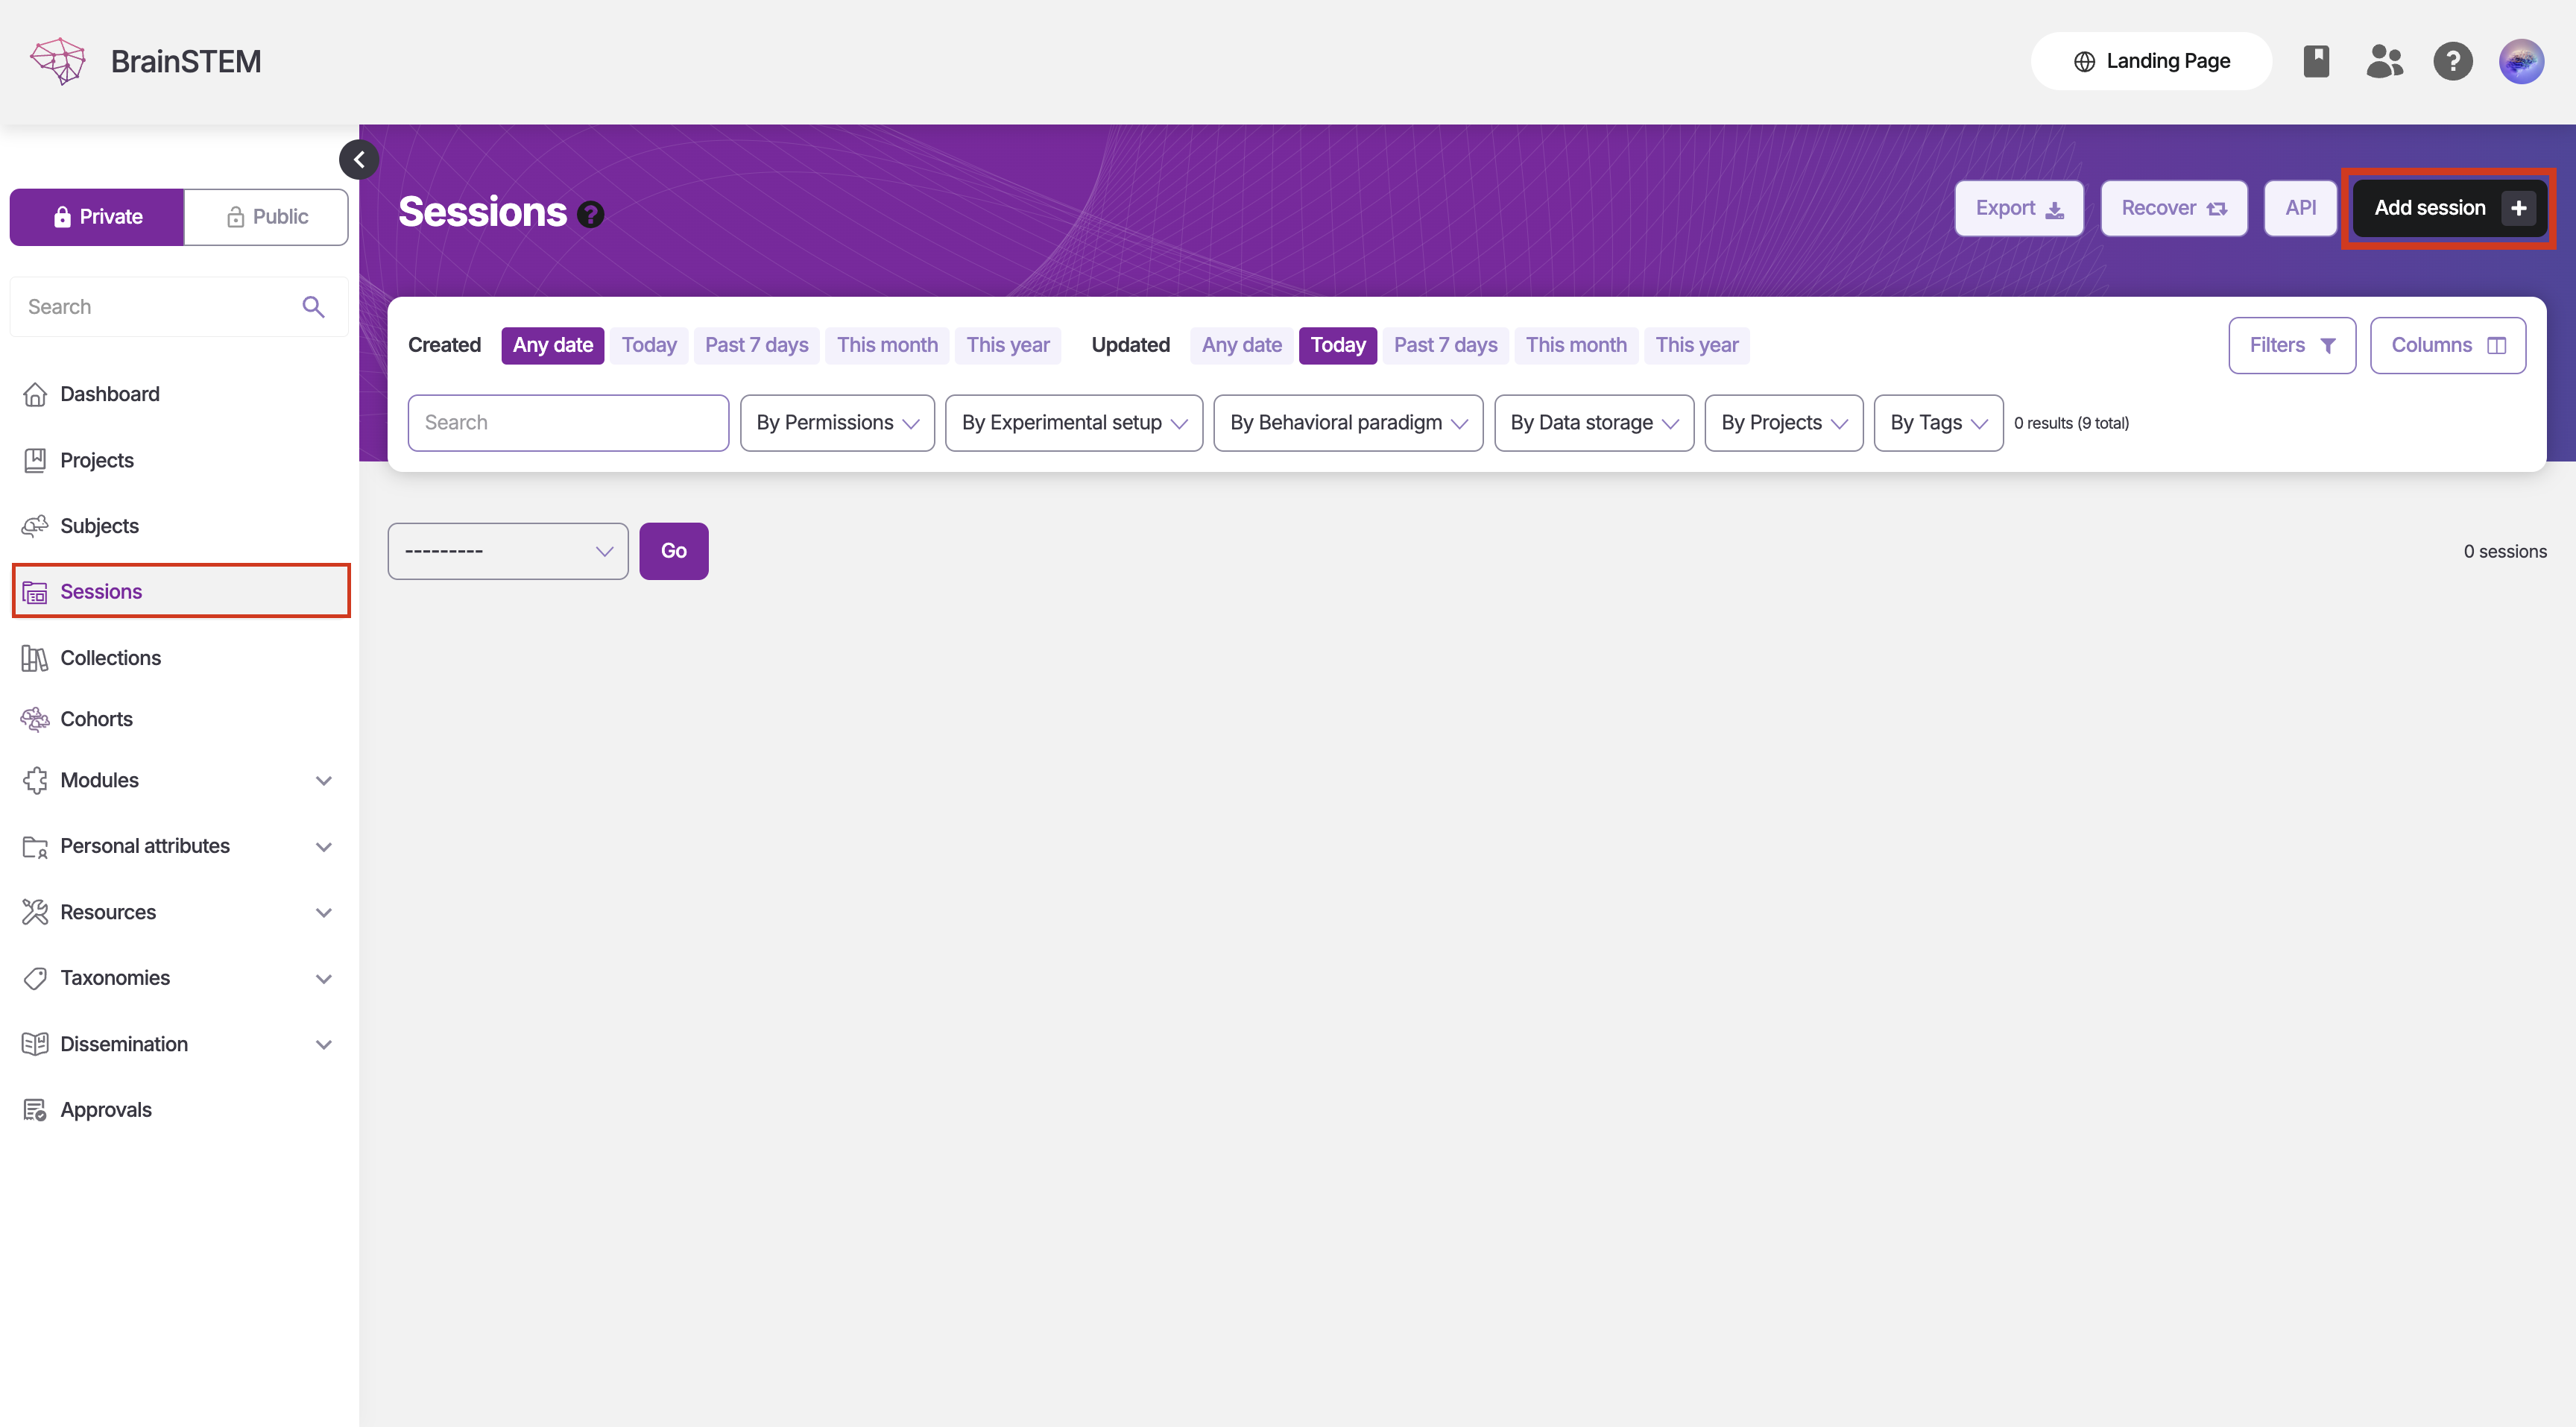 BrainSTEM
Landing Page
Private
Public
Search
Dashboard
Projects
Subjects
Sessions
Collections
Cohorts
Modules
Personal attributes
Resources
Taxonomies
Dissemination
Approvals
Sessions ?
Export
Recover
API
Add session +
Created Any date Today Past 7 days This month This year Updated Any date Today Past 7 days This month This year
Filters
Columns
Search By Permissions By Experimental setup By Behavioral paradigm By Data storage By Projects By Tags 0 results (9 total)
--------- Go
0 sessions